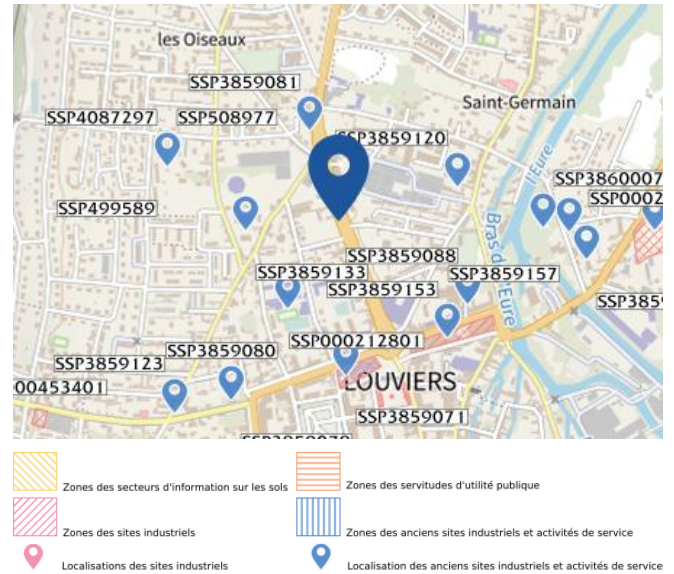 les Oiseaux
SSP3859081
Saint-Germain
SSP4087297
SSP508977
SSP3859120
l'Eure
SSP3860007
SSP0002
SSP499589
Bras de l'Eure
SSP3859088
SSP3859133
SSP3859157
SSP3859153
SSP3859
SSP000212801
SSP3859080
SSP3859123
00453401
LOUVIERS
SSP3859071
Zones des secteurs d'information sur les sols
Zones des servitudes d'utilité publique
Zones des sites industriels
Zones des anciens sites industriels et activités de service
Localisations des sites industriels
Localisation des anciens sites industriels et activités de service